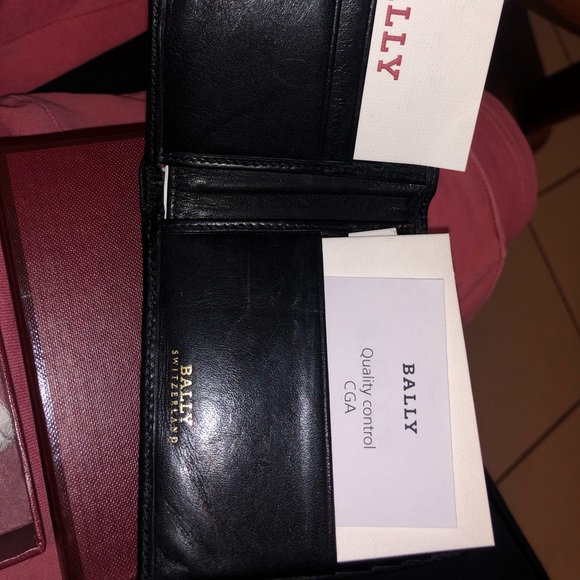 LLY
BALLY
SWITZERLAND
BALLY
Quality control
CGA